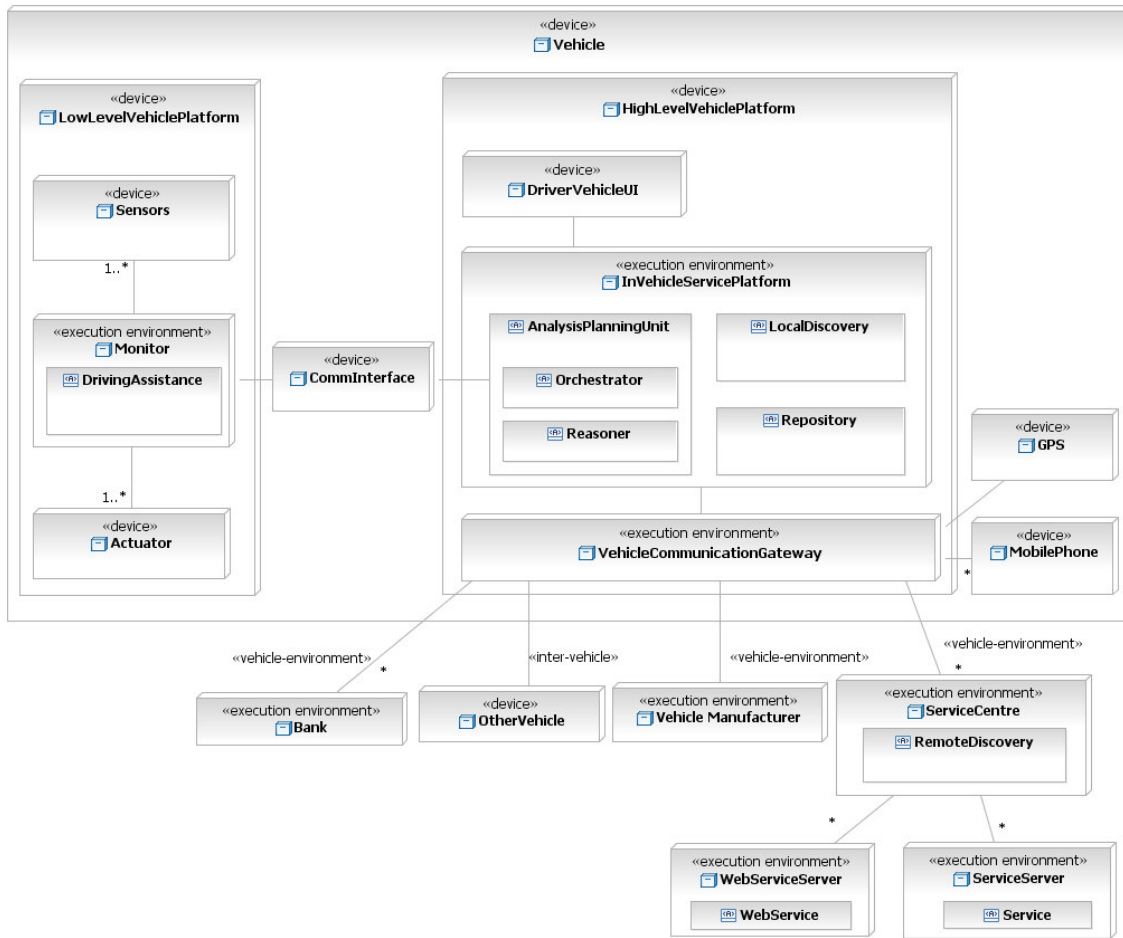 «device»
Vehicle
«device»
LowLevelVehiclePlatform
«device»
Sensors
1..*
«execution environment»
Monitor
DrivingAssistance
1..*
«device»
Actuator
«device»
CommInterface
«device»
HighLevelVehiclePlatform
«device»
DriverVehicleUI
«execution environment»
InVehicleServicePlatform
AnalysisPlanningUnit
Orchestrator
Reasoner
LocalDiscovery
Repository
«execution environment»
VehicleCommunicationGateway
«device»
GPS
«device»
MobilePhone
*
«vehicle-environment»
*
«inter-vehicle»
«vehicle-environment»
«vehicle-environment»
*
«execution environment»
Bank
«device»
OtherVehicle
«execution environment»
Vehicle Manufacturer
«execution environment»
ServiceCentre
RemoteDiscovery
*
*
«execution environment»
WebServiceServer
WebService
«execution environment»
ServiceServer
Service